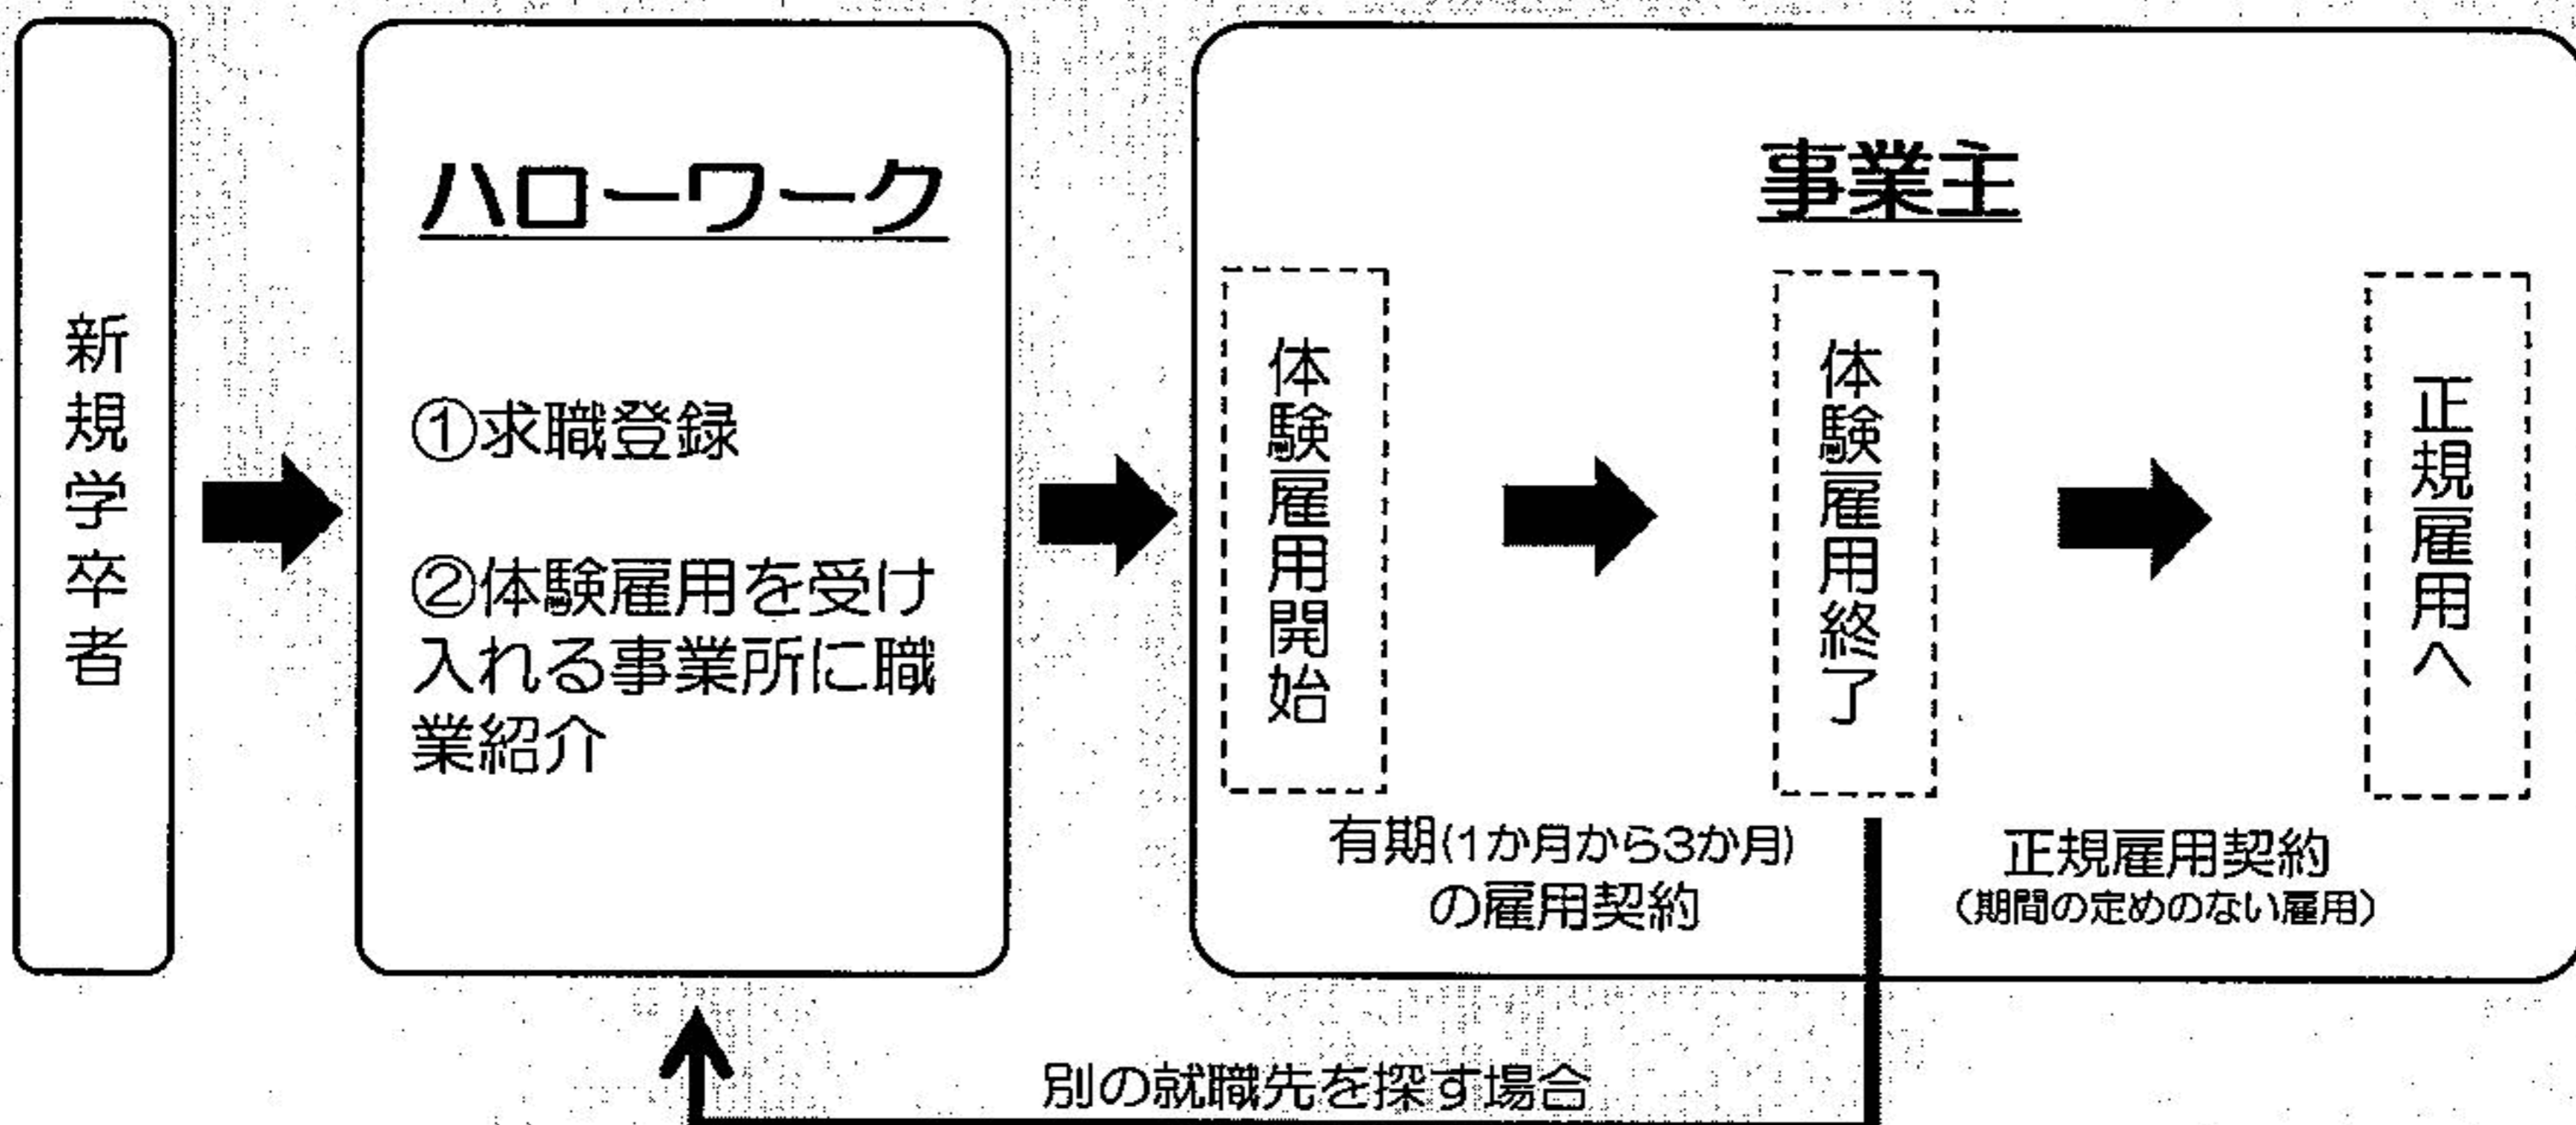 新規学卒者
ハローワーク
①求職登録
②体験雇用を受け
入れる事業所に職
業紹介
事業主
体験雇用開始
体験雇用終了
正規雇用へ
有期(1か月から3か月)
の雇用契約
正規雇用契約
(期間の定めのない雇用)
別の就職先を探す場合